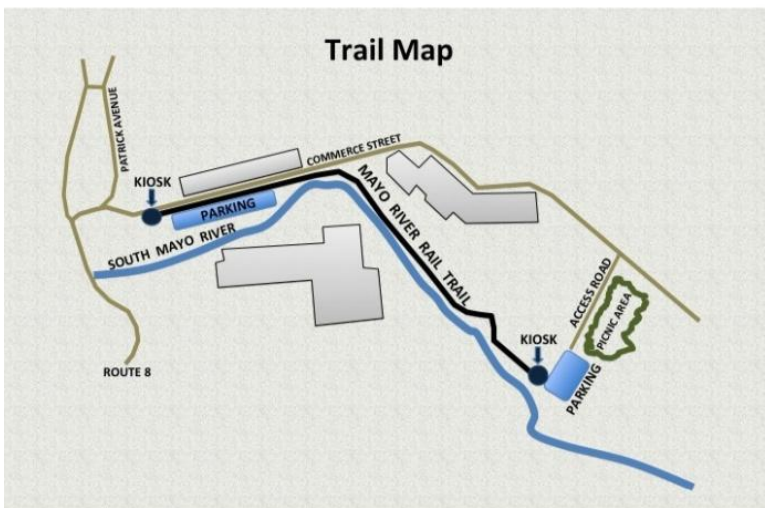 Trail Map
PATRICK AVENUE
COMMERCE STREET
KIOSK
PARKING
MAYO RIVER RAIL TRAIL
SOUTH MAYO RIVER
ACCESS ROAD
PICNIC AREA
KIOSK
PARKING
ROUTE 8